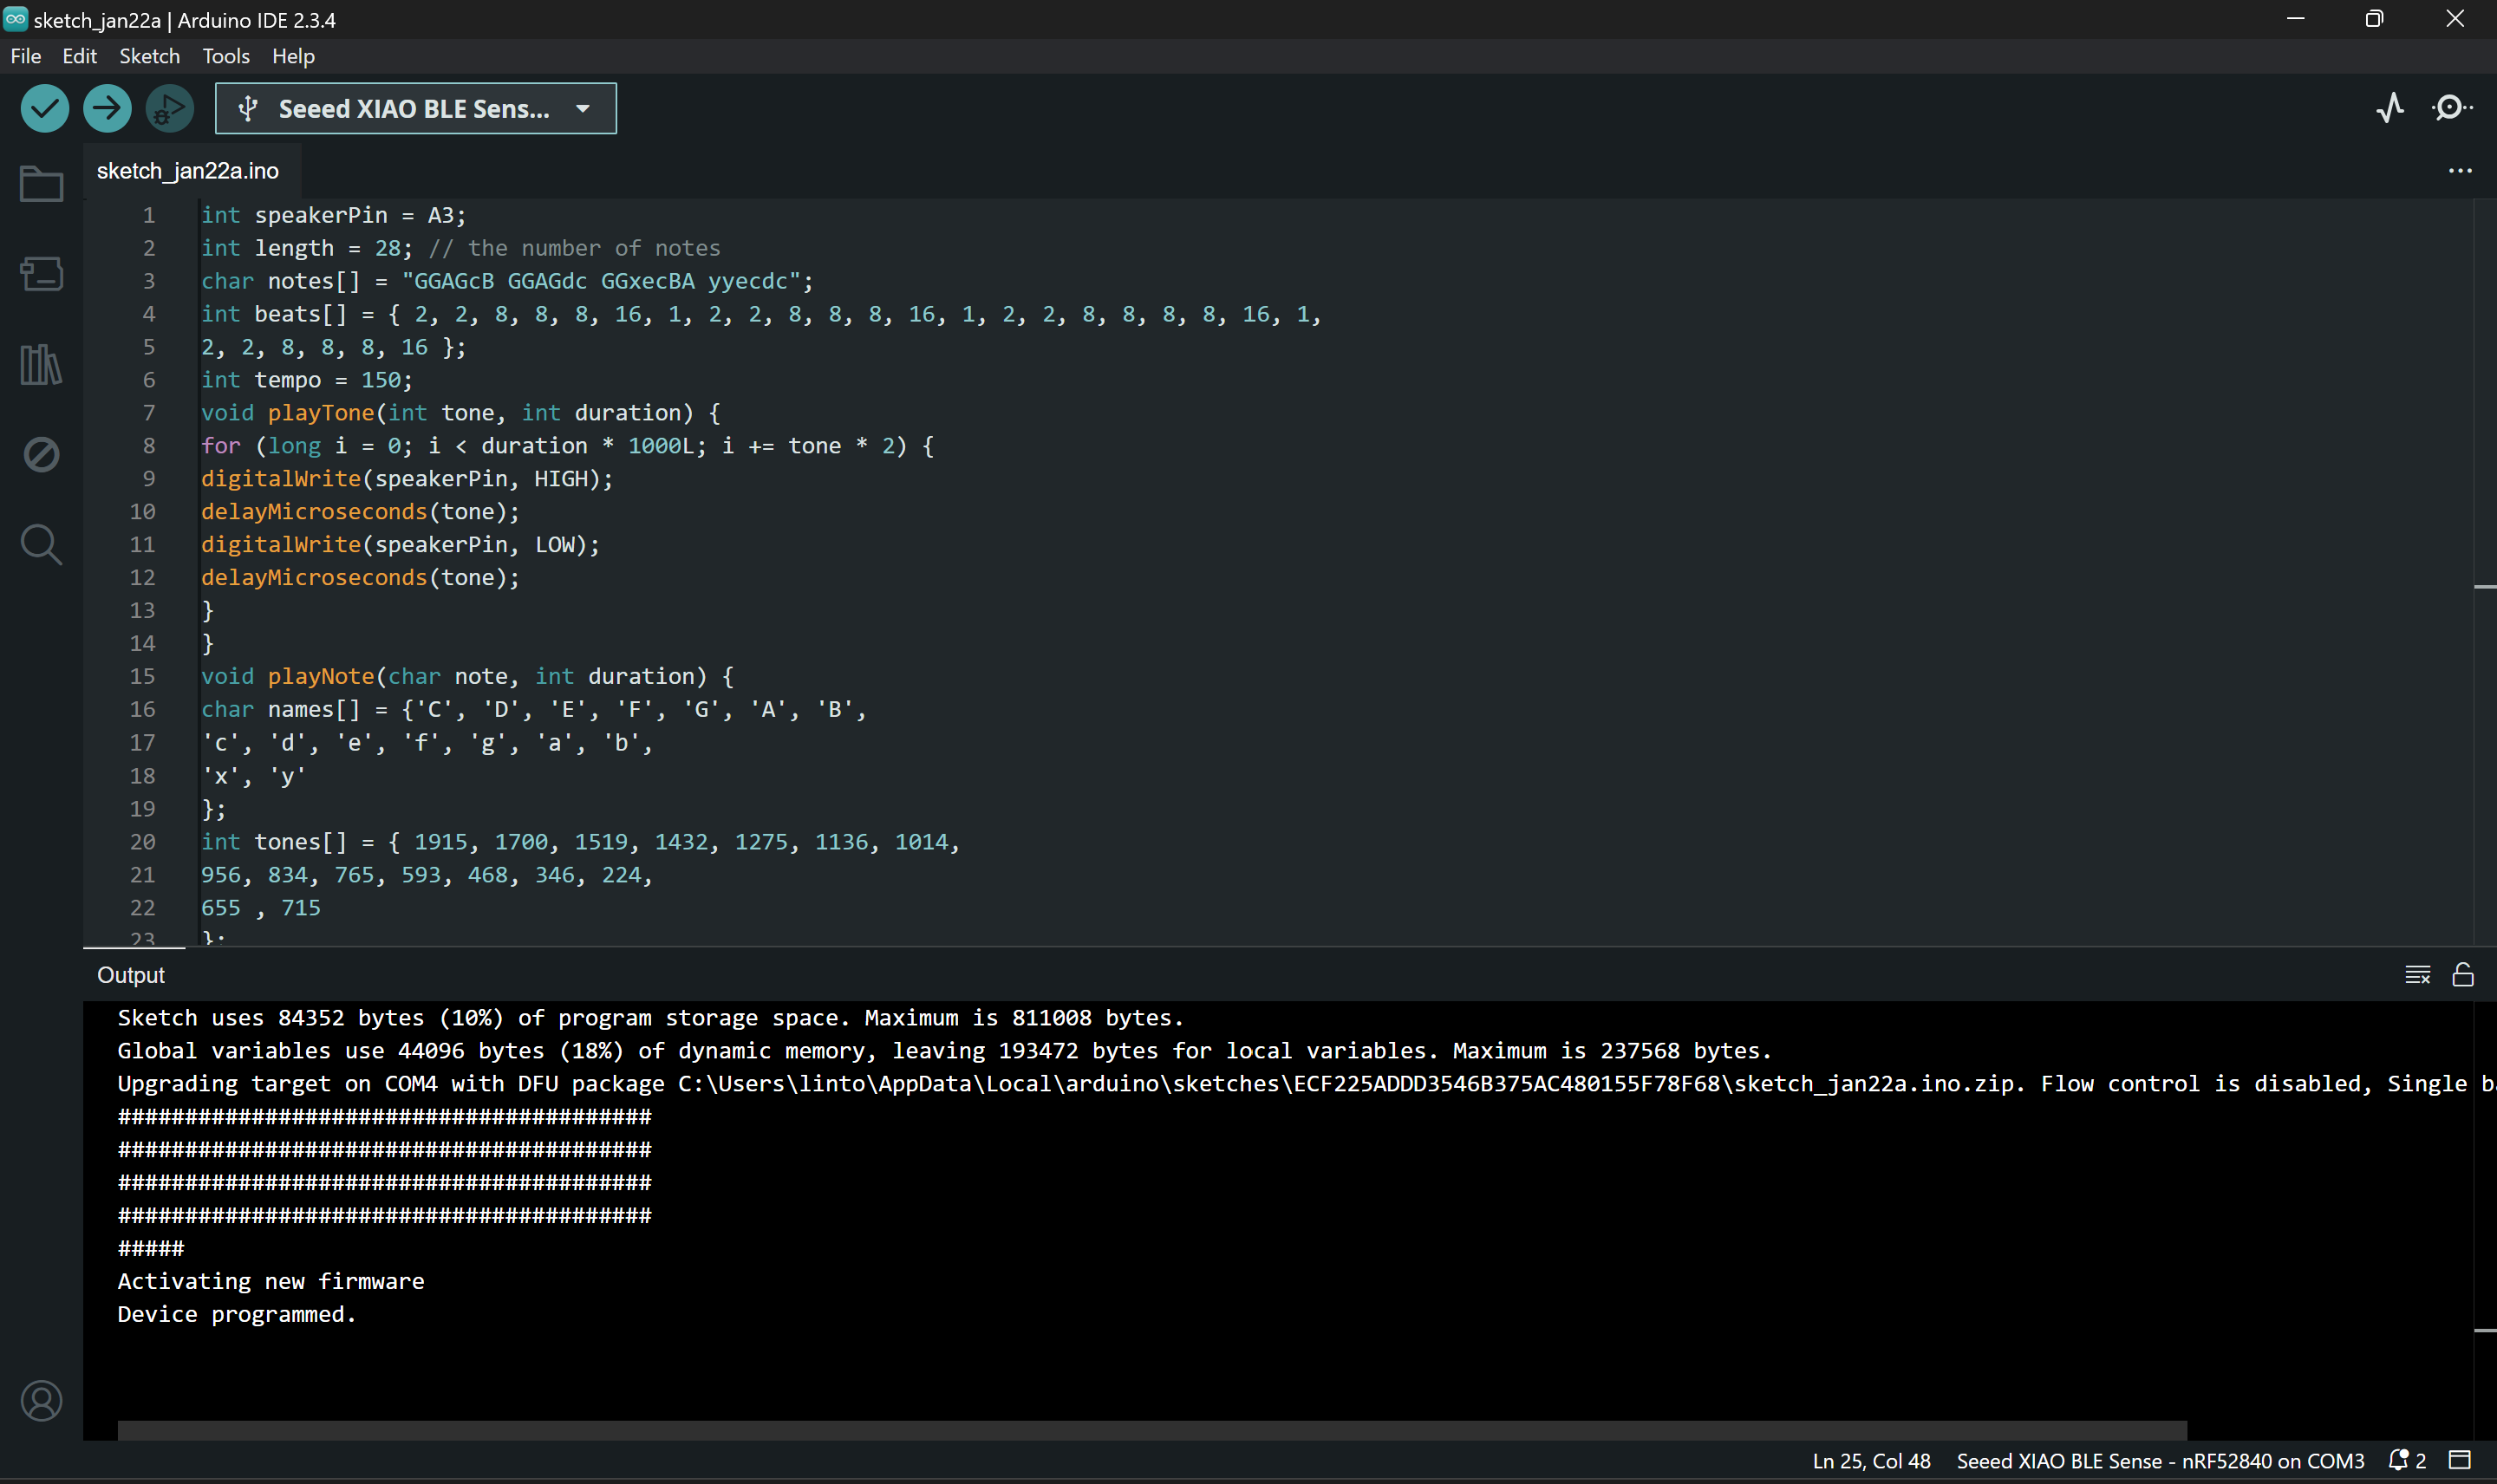 sketch_jan22a | Arduino IDE 2.3.4
File Edit Sketch Tools Help
Seeed XIAO BLE Sens...
sketch_jan22a.ino
1 int speakerPin = A3;
2 int length = 28; // the number of notes
3 char notes[] = "GGAGcB GGAGdc GGxecBA yyecdc";
4 int beats[] = { 2, 2, 8, 8, 8, 16, 1, 2, 2, 8, 8, 8, 16, 1, 2, 2, 8, 8, 8, 8, 16, 1,
5 2, 2, 8, 8, 8, 16 };
6 int tempo = 150;
7 void playTone(int tone, int duration) {
8 for (long i = 0; i < duration * 1000L; i += tone * 2) {
9 digitalWrite(speakerPin, HIGH);
10 delayMicroseconds(tone);
11 digitalWrite(speakerPin, LOW);
12 delayMicroseconds(tone);
13 }
14 }
15 void playNote(char note, int duration) {
16 char names[] = {'C', 'D', 'E', 'F', 'G', 'A', 'B',
17 'c', 'd', 'e', 'f', 'g', 'a', 'b',
18 'x', 'y'
19 };
20 int tones[] = { 1915, 1700, 1519, 1432, 1275, 1136, 1014,
21 956, 834, 765, 593, 468, 346, 224,
22 655 , 715
23 };
Output
Sketch uses 84352 bytes (10%) of program storage space. Maximum is 811008 bytes.
Global variables use 44096 bytes (18%) of dynamic memory, leaving 193472 bytes for local variables. Maximum is 237568 bytes.
Upgrading target on COM4 with DFU package C:\Users\linto\AppData\Local\arduino\sketches\ECF225ADDD3546B375AC480155F78F68\sketch_jan22a.ino.zip. Flow control is disabled, Single b
########################################
########################################
########################################
########################################
#####
Activating new firmware
Device programmed.
Ln 25, Col 48 Seeed XIAO BLE Sense - nRF52840 on COM3 2